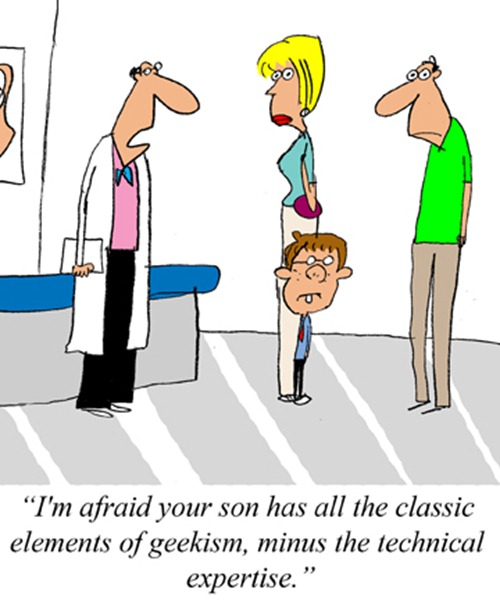 “I'm afraid your son has all the classic
elements of geekism, minus the technical
expertise.”